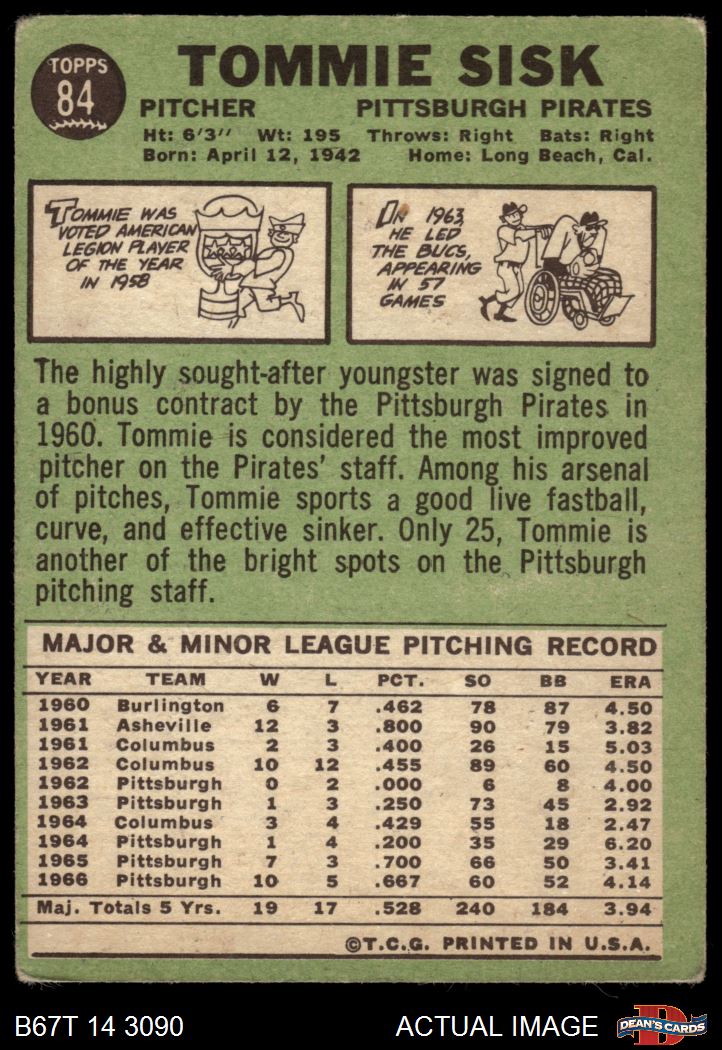 TOPPS
84
TOMMIE SISK
PITCHER PITTSBURGH PIRATES
Ht: 6'3" Wt: 195 Throws: Right Bats: Right
Born: April 12, 1942 Home: Long Beach, Cal.
TOMMIE WAS
VOTED AMERICAN
LEGION PLAYER
OF THE YEAR
IN 1958
IN 1963,
HE LED
THE BUCS,
APPEARING
IN 57
GAMES
The highly sought-after youngster was signed to
a bonus contract by the Pittsburgh Pirates in
1960. Tommie is considered the most improved
pitcher on the Pirates' staff. Among his arsenal
of pitches, Tommie sports a good live fastball,
curve, and effective sinker. Only 25, Tommie is
another of the bright spots on the Pittsburgh
pitching staff.
MAJOR & MINOR LEAGUE PITCHING RECORD
YEAR TEAM W L PCT. SO BB ERA
1960 Burlington 6 7 .462 78 87 4.50
1961 Asheville 12 3 .800 90 79 3.82
1961 Columbus 2 3 .400 26 15 5.03
1962 Columbus 10 12 .455 89 60 4.50
1962 Pittsburgh 0 2 .000 6 8 4.00
1963 Pittsburgh 1 3 .250 73 45 2.92
1964 Columbus 3 4 .429 55 18 2.47
1964 Pittsburgh 1 4 .200 35 29 6.20
1965 Pittsburgh 7 3 .700 66 50 3.41
1966 Pittsburgh 10 5 .667 60 52 4.14
Maj. Totals 5 Yrs. 19 17 .528 240 184 3.94
©T.C.G. PRINTED IN U.S.A.
B67T 14 3090 ACTUAL IMAGE DEAN'S CARDS